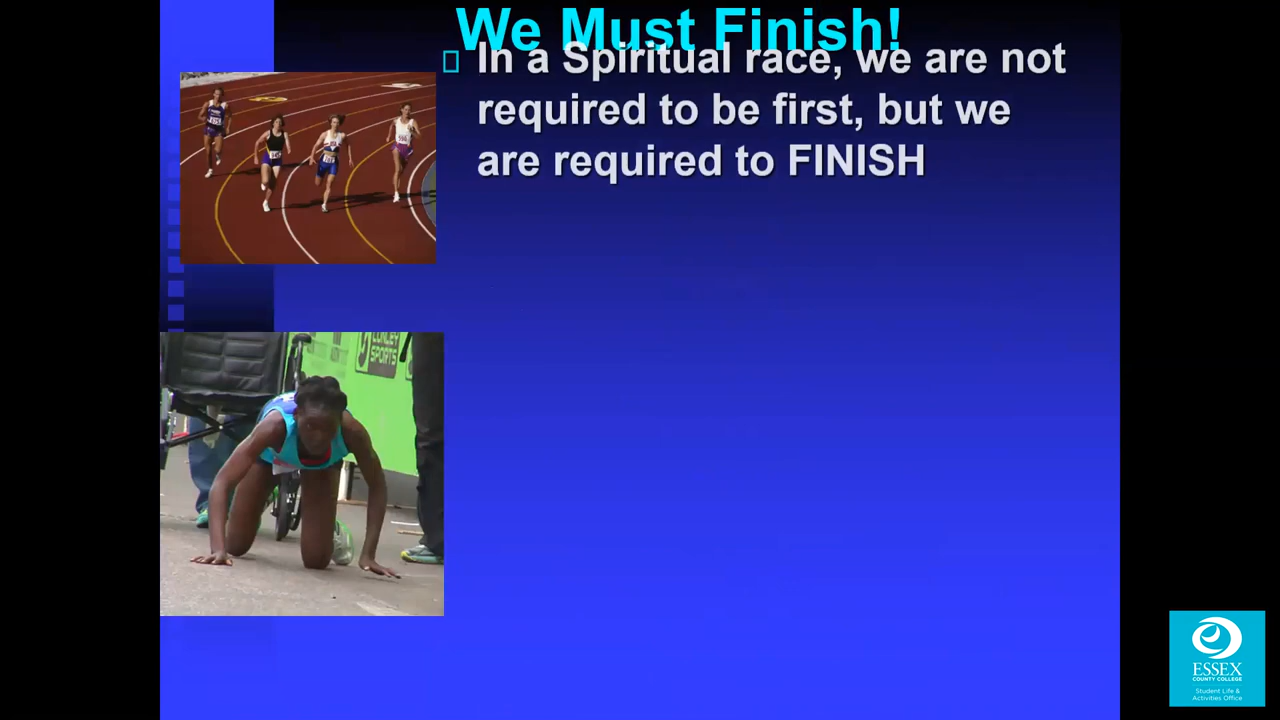 We Must Finish!
In a Spiritual race, we are not
required to be first, but we
are required to FINISH
SPORTS
ESSEX
COUNTY COLLEGE
Student Life &
Activities Office